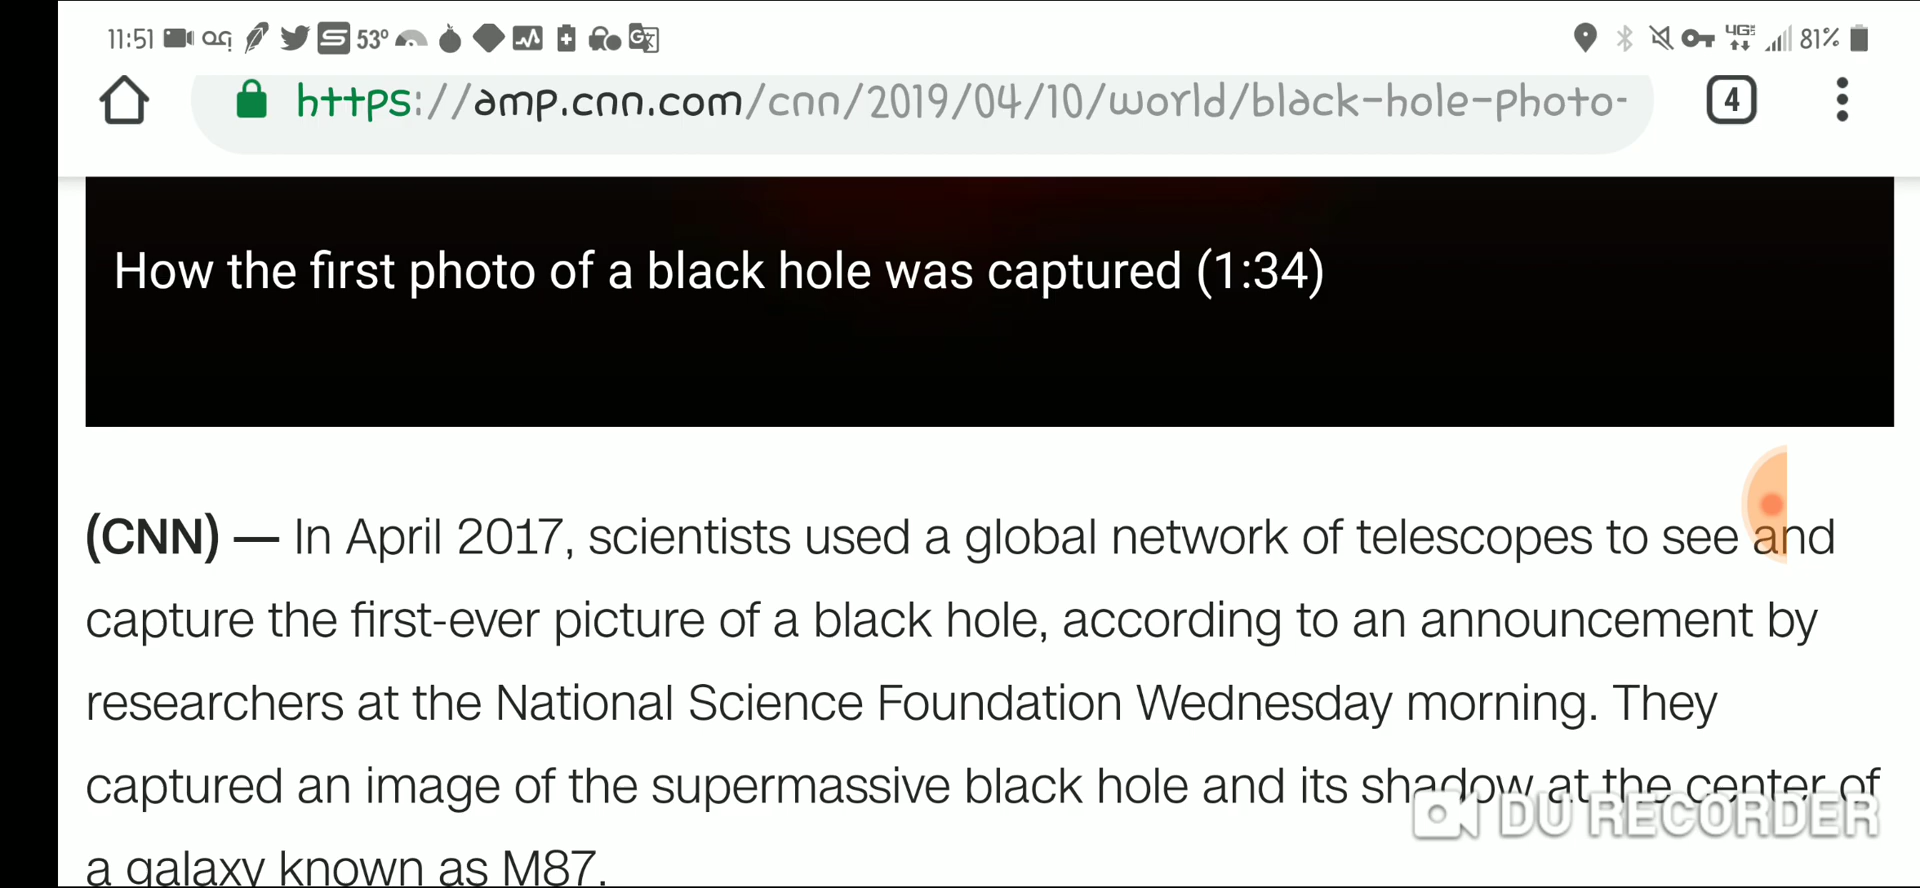 11:51 53° 4GE 81%
https://amp.cnn.com/cnn/2019/04/10/world/black-hole-photo- 4
How the first photo of a black hole was captured (1:34)
(CNN) — In April 2017, scientists used a global network of telescopes to see and
capture the first-ever picture of a black hole, according to an announcement by
researchers at the National Science Foundation Wednesday morning. They
captured an image of the supermassive black hole and its shadow at the center of
DU RECORDER
a galaxy known as M87.